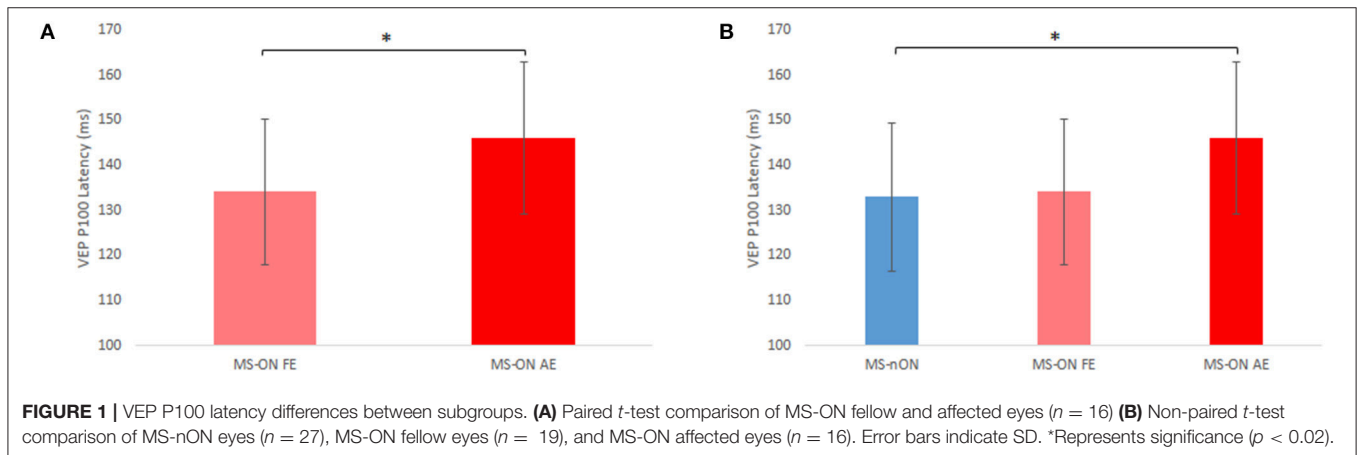 A
170
160
150
140
130
120
110
100
VEP P100 Latency (ms)
*
MS-ON FE
MS-ON AE
B
170
160
150
140
130
120
110
100
VEP P100 Latency (ms)
*
MS-nON
MS-ON FE
MS-ON AE
FIGURE 1 | VEP P100 latency differences between subgroups. (A) Paired t-test comparison of MS-ON fellow and affected eyes (n = 16) (B) Non-paired t-test
comparison of MS-nON eyes (n = 27), MS-ON fellow eyes (n = 19), and MS-ON affected eyes (n = 16). Error bars indicate SD. *Represents significance (p < 0.02).